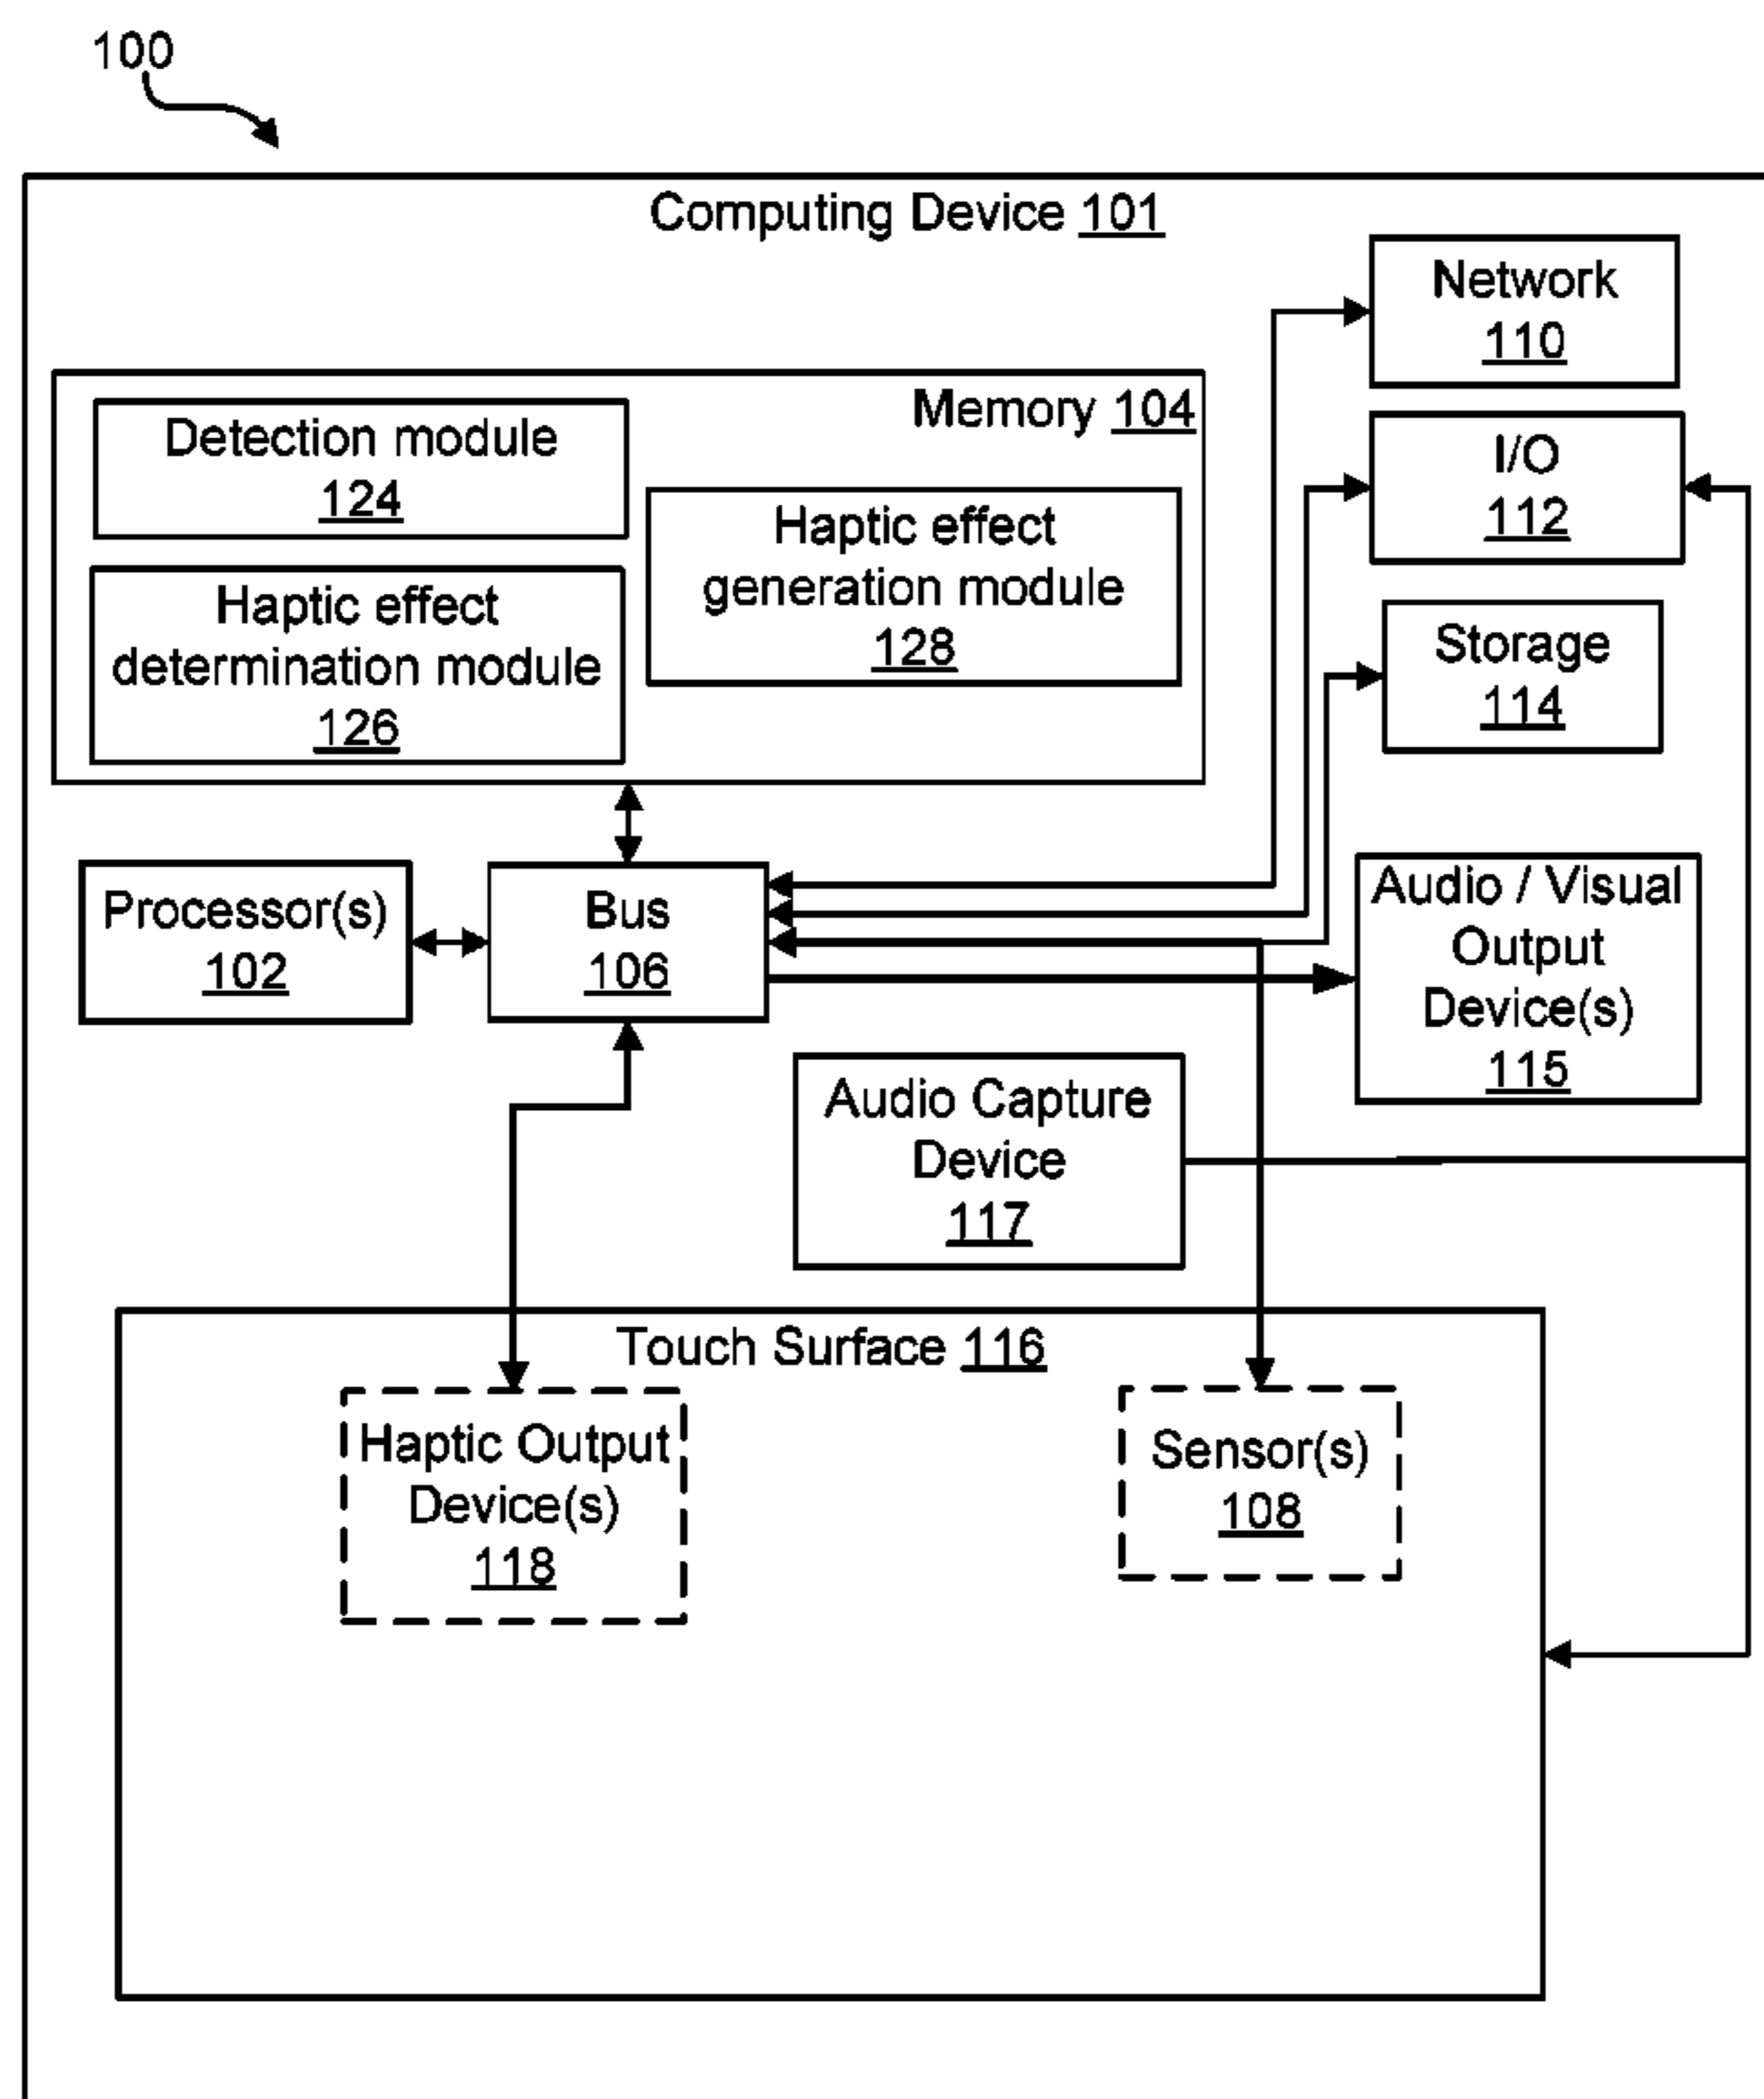 100
Computing Device 101
Network
110
Memory 104
Detection module
124
I/O
112
Haptic effect
generation module
128
Haptic effect
determination module
126
Storage
114
Processor(s)
102
Bus
106
Audio / Visual
Output
Device(s)
115
Audio Capture
Device
117
Touch Surface 116
Haptic Output
Device(s)
118
Sensor(s)
108